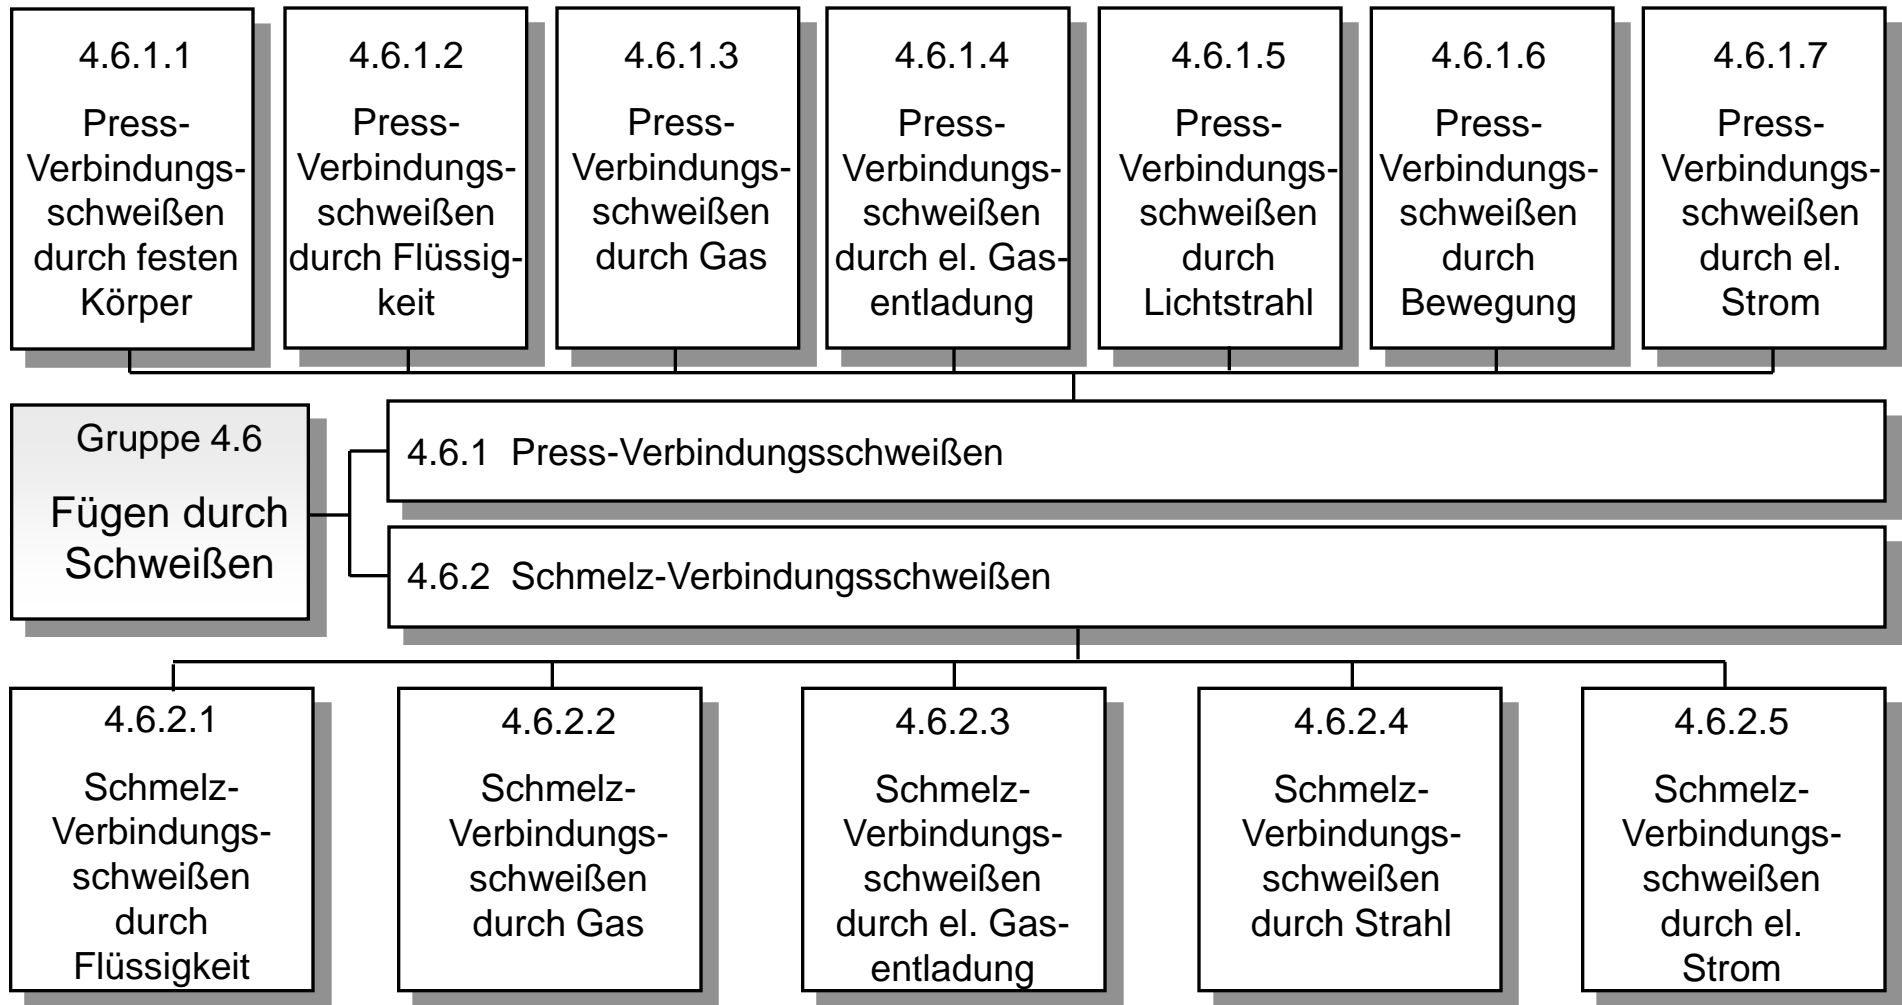 4.6.1.1
Press-
Verbindungs-
schweißen
durch festen
Körper
4.6.1.2
Press-
Verbindungs-
schweißen
durch Flüssig-
keit
4.6.1.3
Press-
Verbindungs-
schweißen
durch Gas
4.6.1.4
Press-
Verbindungs-
schweißen
durch el. Gas-
entladung
4.6.1.5
Press-
Verbindungs-
schweißen
durch
Lichtstrahl
4.6.1.6
Press-
Verbindungs-
schweißen
durch
Bewegung
4.6.1.7
Press-
Verbindungs-
schweißen
durch el.
Strom
Gruppe 4.6
Fügen durch
Schweißen
4.6.1 Press-Verbindungsschweißen
4.6.2 Schmelz-Verbindungsschweißen
4.6.2.1
Schmelz-
Verbindungs-
schweißen
durch
Flüssigkeit
4.6.2.2
Schmelz-
Verbindungs-
schweißen
durch Gas
4.6.2.3
Schmelz-
Verbindungs-
schweißen
durch el. Gas-
entladung
4.6.2.4
Schmelz-
Verbindungs-
schweißen
durch Strahl
4.6.2.5
Schmelz-
Verbindungs-
schweißen
durch el.
Strom